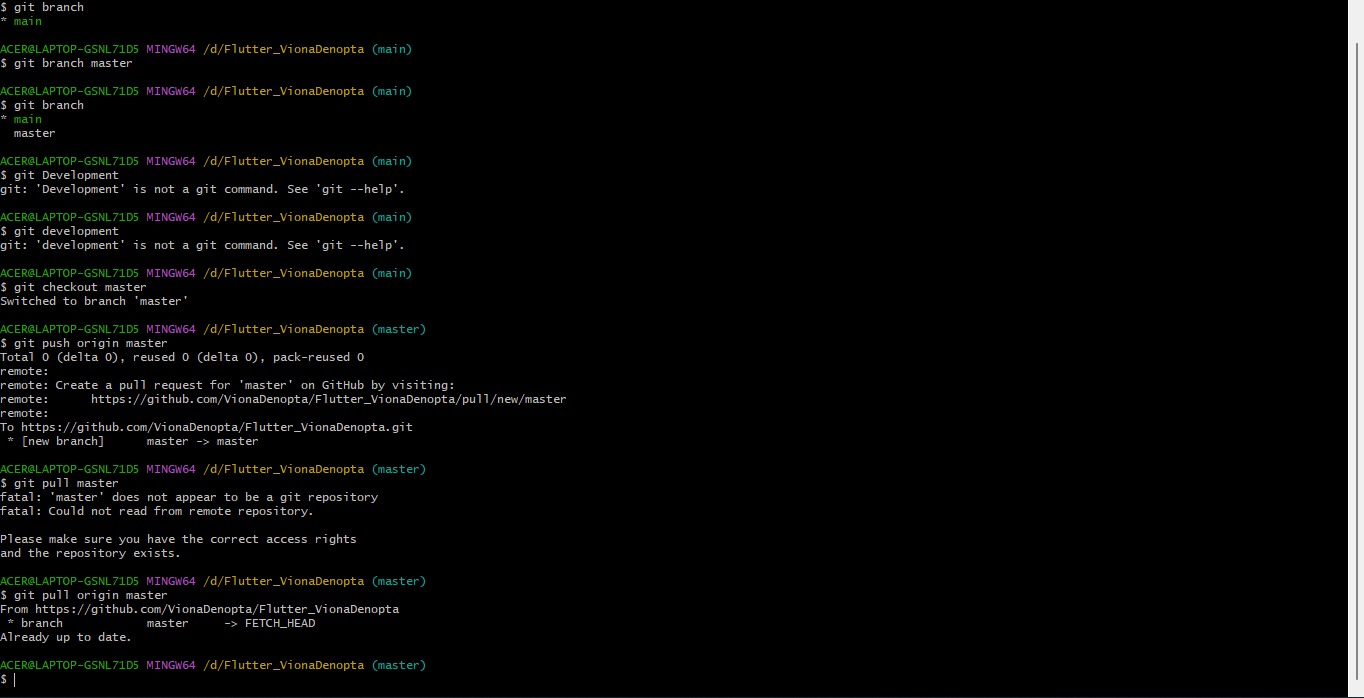 $ git branch
* main

ACER@LAPTOP-GSNL71D5 MINGW64 /d/Flutter_VionaDenopta (main)
$ git branch master

ACER@LAPTOP-GSNL71D5 MINGW64 /d/Flutter_VionaDenopta (main)
$ git branch
* main
  master

ACER@LAPTOP-GSNL71D5 MINGW64 /d/Flutter_VionaDenopta (main)
$ git Development
git: 'Development' is not a git command. See 'git --help'.

ACER@LAPTOP-GSNL71D5 MINGW64 /d/Flutter_VionaDenopta (main)
$ git development
git: 'development' is not a git command. See 'git --help'.

ACER@LAPTOP-GSNL71D5 MINGW64 /d/Flutter_VionaDenopta (main)
$ git checkout master
Switched to branch 'master'

ACER@LAPTOP-GSNL71D5 MINGW64 /d/Flutter_VionaDenopta (master)
$ git push origin master
Total 0 (delta 0), reused 0 (delta 0), pack-reused 0
remote:
remote: Create a pull request for 'master' on GitHub by visiting:
remote:      https://github.com/VionaDenopta/Flutter_VionaDenopta/pull/new/master
remote:
To https://github.com/VionaDenopta/Flutter_VionaDenopta.git
 * [new branch]      master -> master

ACER@LAPTOP-GSNL71D5 MINGW64 /d/Flutter_VionaDenopta (master)
$ git pull master
fatal: 'master' does not appear to be a git repository
fatal: Could not read from remote repository.

Please make sure you have the correct access rights
and the repository exists.

ACER@LAPTOP-GSNL71D5 MINGW64 /d/Flutter_VionaDenopta (master)
$ git pull origin master
From https://github.com/VionaDenopta/Flutter_VionaDenopta
 * branch            master     -> FETCH_HEAD
Already up to date.

ACER@LAPTOP-GSNL71D5 MINGW64 /d/Flutter_VionaDenopta (master)
$